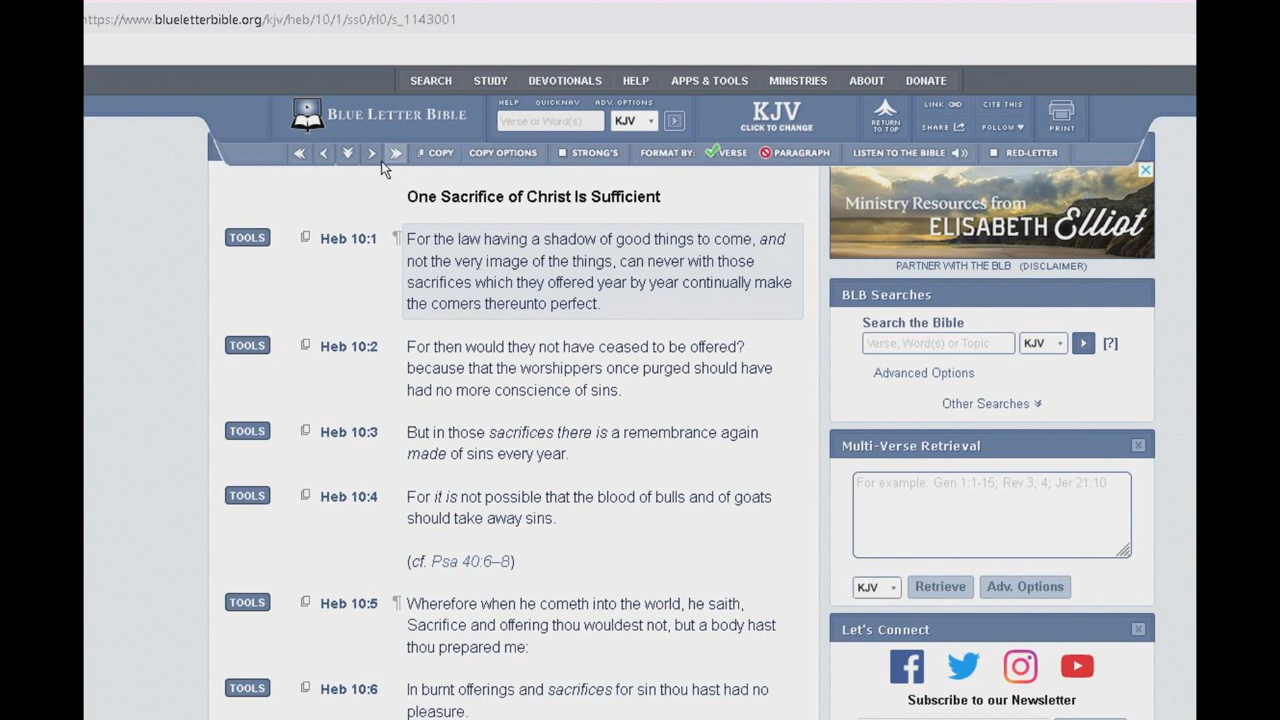 https://www.blueletterbible.org/kjv/heb/10/1/ss0/rl0/s_1143001
SEARCH STUDY DEVOTIONALS HELP APPS & TOOLS MINISTRIES ABOUT DONATE
BLUE LETTER BIBLE
HELP QUICKNAV ADV. OPTIONS
Verse or Word(s) KJV
KJV
CLICK TO CHANGE
RETURN
TO TOP
LINK CITE THIS
SHARE FOLLOW
PRINT
COPY COPY OPTIONS STRONG'S FORMAT BY: VERSE PARAGRAPH LISTEN TO THE BIBLE RED-LETTER
One Sacrifice of Christ Is Sufficient
TOOLS Heb 10:1 ¶ For the law having a shadow of good things to come, and
not the very image of the things, can never with those
sacrifices which they offered year by year continually make
the comers thereunto perfect.
TOOLS Heb 10:2 For then would they not have ceased to be offered?
because that the worshippers once purged should have
had no more conscience of sins.
TOOLS Heb 10:3 But in those sacrifices there is a remembrance again
made of sins every year.
TOOLS Heb 10:4 For it is not possible that the blood of bulls and of goats
should take away sins.
(cf. Psa 40:6–8)
TOOLS Heb 10:5 ¶ Wherefore when he cometh into the world, he saith,
Sacrifice and offering thou wouldest not, but a body hast
thou prepared me:
TOOLS Heb 10:6 In burnt offerings and sacrifices for sin thou hast had no
pleasure.
Ministry Resources from
ELISABETH Elliot
PARTNER WITH THE BLB (DISCLAIMER)
BLB Searches
Search the Bible
Verse, Word(s) or Topic KJV [?]
Advanced Options
Other Searches
Multi-Verse Retrieval
For example: Gen 1:1-15; Rev 3; 4; Jer 21:10
KJV Retrieve Adv. Options
Let's Connect
Subscribe to our Newsletter